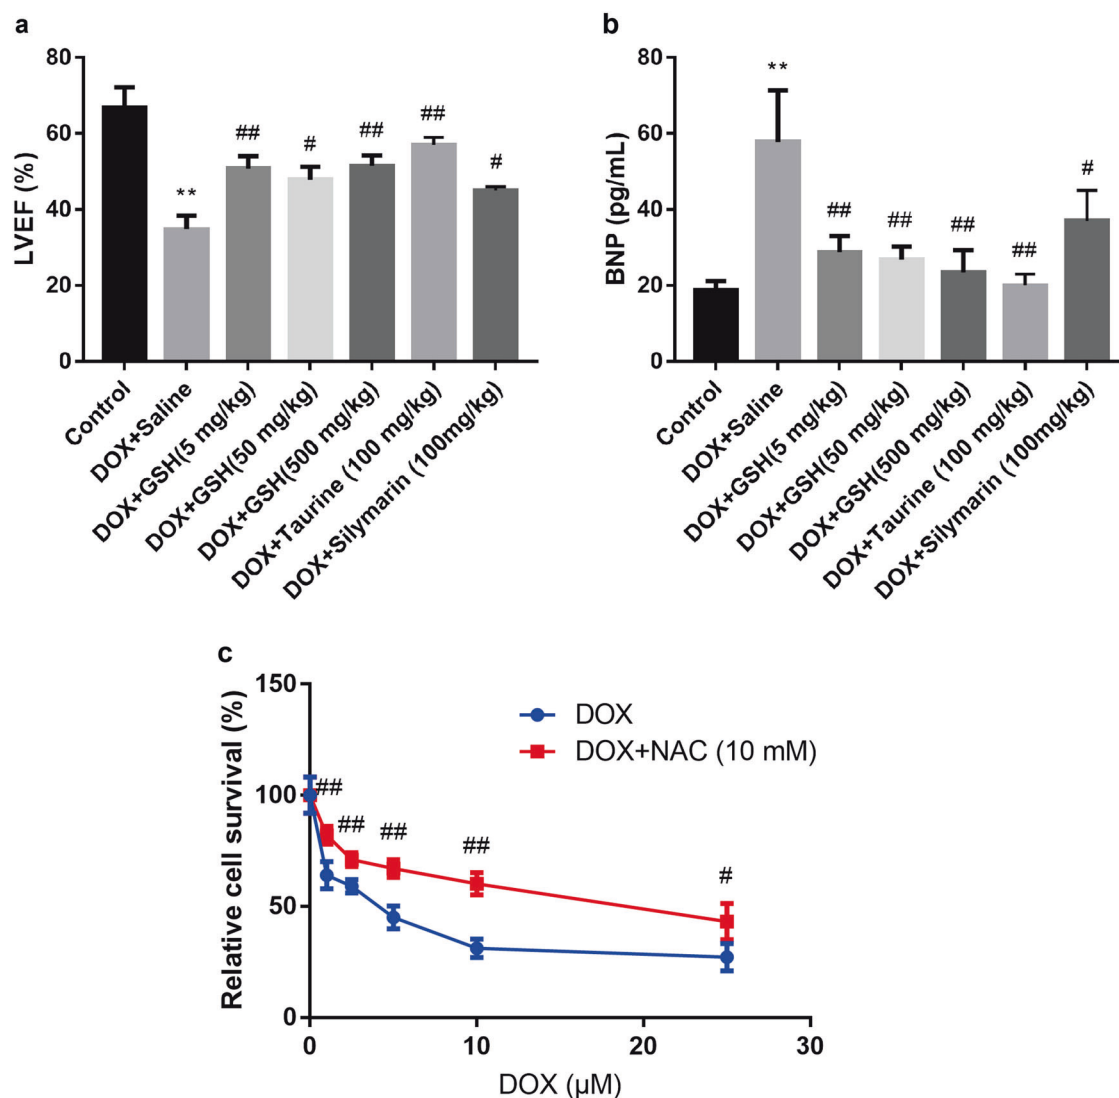 a
LVEF (%)
80
60
40
20
0
**
##
#
##
##
#
Control
DOX+Saline
DOX+GSH(5 mg/kg)
DOX+GSH(50 mg/kg)
DOX+GSH(500 mg/kg)
DOX+Taurine (100 mg/kg)
DOX+Silymarin (100mg/kg)
b
BNP (pg/mL)
80
60
40
20
0
**
##
##
##
##
#
Control
DOX+Saline
DOX+GSH(5 mg/kg)
DOX+GSH(50 mg/kg)
DOX+GSH(500 mg/kg)
DOX+Taurine (100 mg/kg)
DOX+Silymarin (100mg/kg)
c
Relative cell survival (%)
150
100
50
0
DOX
DOX+NAC (10 mM)
##
##
##
##
#
0
10
20
30
DOX (μM)